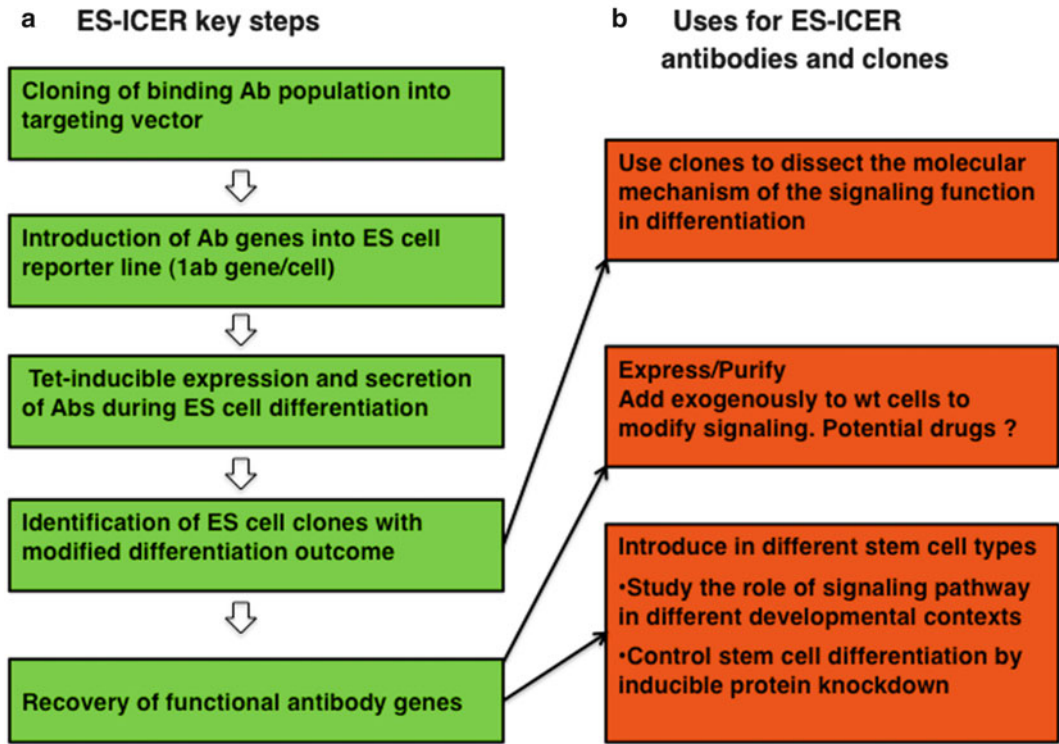 a ES-ICER key steps
Cloning of binding Ab population into
targeting vector
Introduction of Ab genes into ES cell
reporter line (1ab gene/cell)
Tet-inducible expression and secretion
of Abs during ES cell differentiation
Identification of ES cell clones with
modified differentiation outcome
Recovery of functional antibody genes
b Uses for ES-ICER
antibodies and clones
Use clones to dissect the molecular
mechanism of the signaling function
in differentiation
Express/Purify
Add exogenously to wt cells to
modify signaling. Potential drugs ?
Introduce in different stem cell types
•Study the role of signaling pathway
in different developmental contexts
•Control stem cell differentiation by
inducible protein knockdown